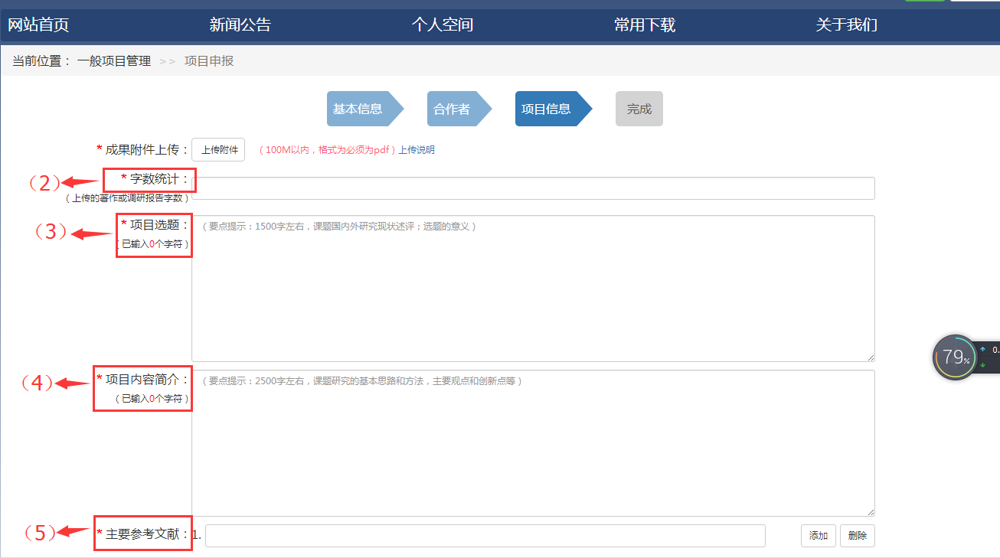 网站首页 新闻公告 个人空间 常用下载 关于我们
当前位置： 一般项目管理 >> 项目申报
基本信息 合作者 项目信息 完成
* 成果附件上传： 上传附件 （100M以内，格式为必须为pdf）上传说明
（2） * 字数统计：
（上传的著作或调研报告字数）
（3） * 项目选题： （要点提示：1500字左右，课题国内外研究现状述评；选题的意义）
（已输入0个字符）
79% 0.
（4） * 项目内容简介： （要点提示：2500字左右，课题研究的基本思路和方法，主要观点和创新点等）
（已输入0个字符）
（5） * 主要参考文献： 1. 添加 删除